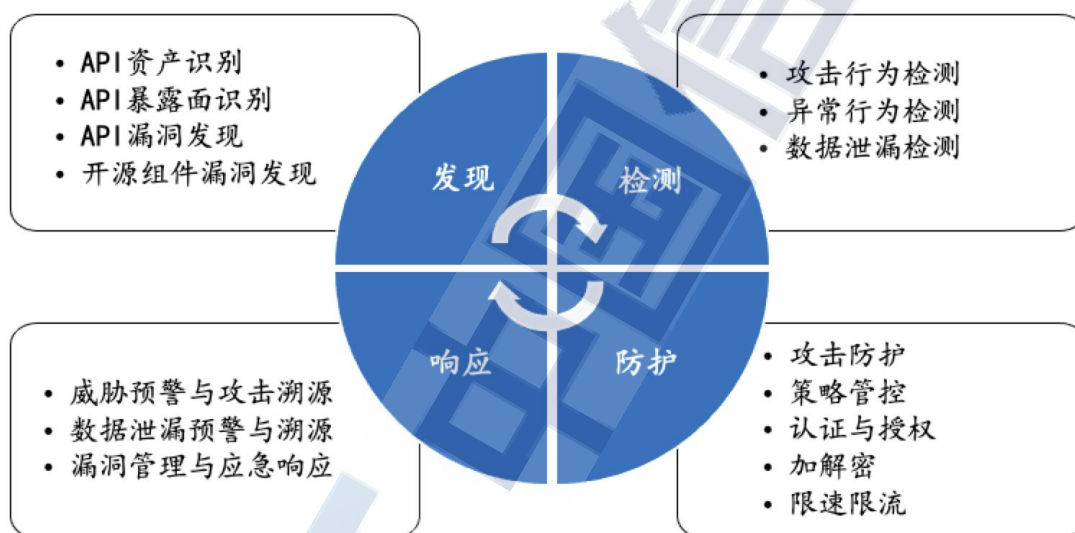 • API资产识别
• API暴露面识别
• API漏洞发现
• 开源组件漏洞发现
发现
检测
• 攻击行为检测
• 异常行为检测
• 数据泄漏检测
响应
防护
• 威胁预警与攻击溯源
• 数据泄漏预警与溯源
• 漏洞管理与应急响应
• 攻击防护
• 策略管控
• 认证与授权
• 加解密
• 限速限流